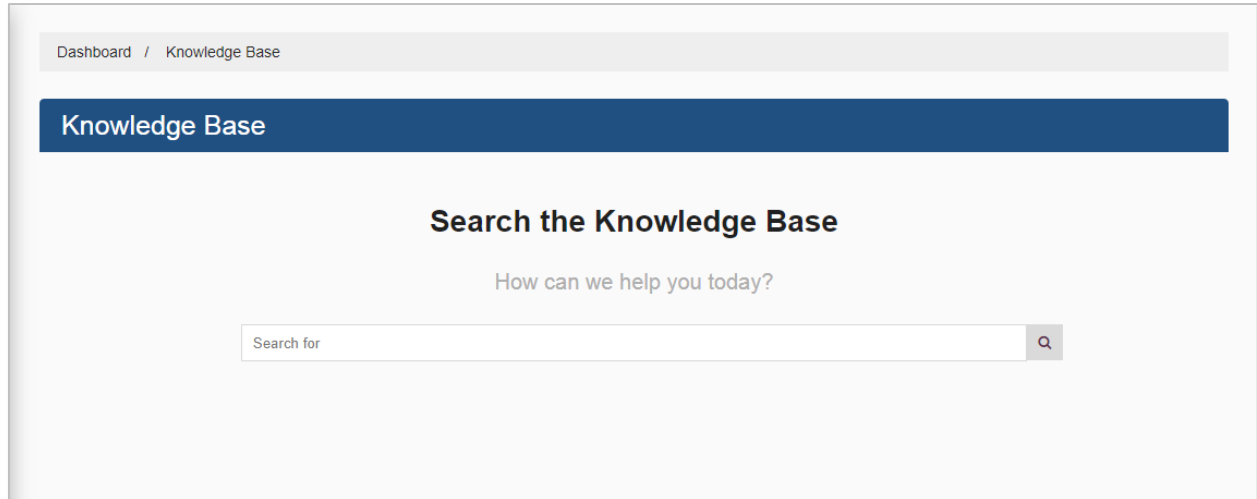 Dashboard / Knowledge Base
Knowledge Base
Search the Knowledge Base
How can we help you today?
Search for